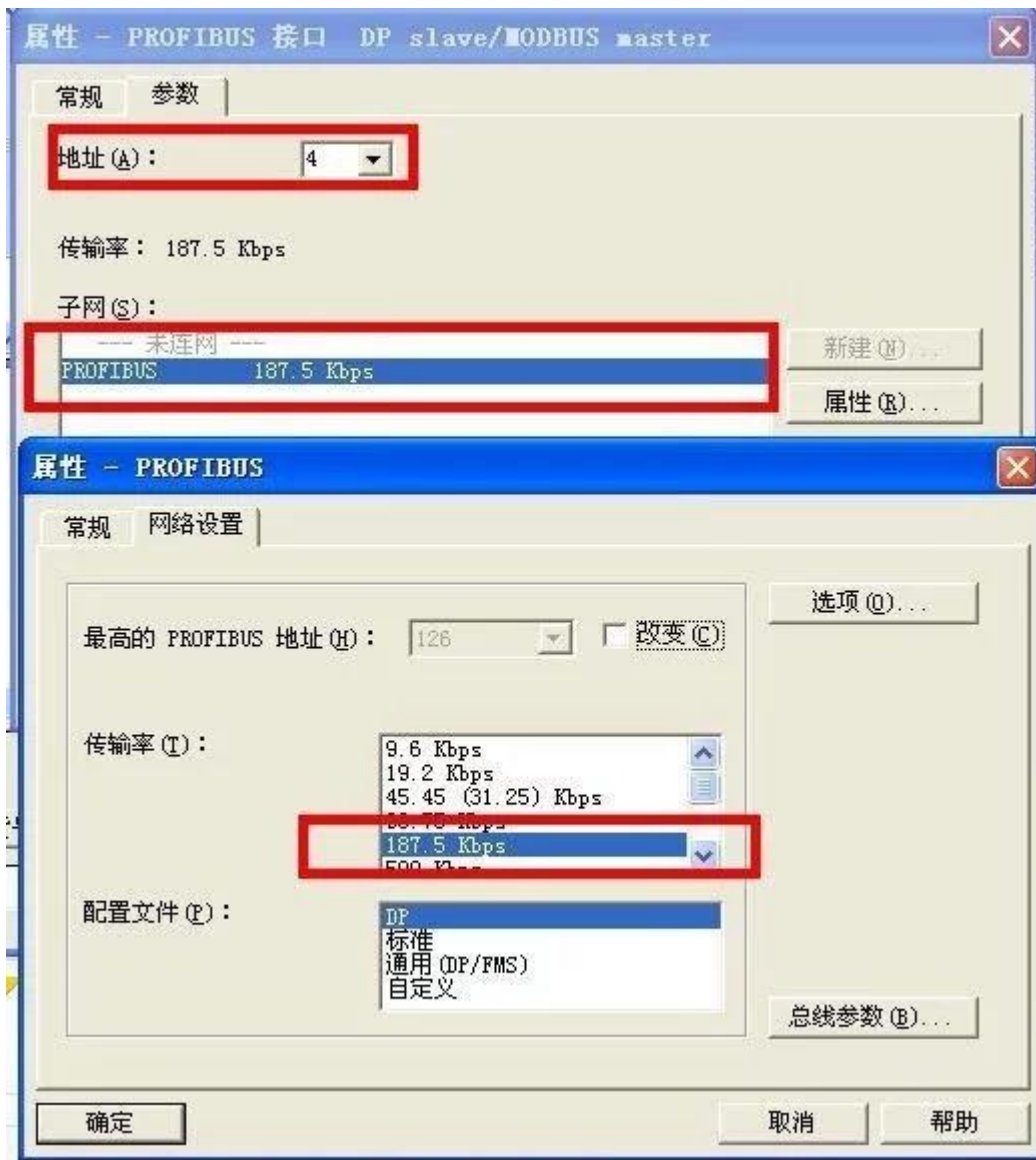 属性 - PROFIBUS 接口 DP slave/MODBUS master
常规 参数
地址(A)： 4
传输率： 187.5 Kbps
子网(S)：
--- 未连网 ---
PROFIBUS 187.5 Kbps
新建(N)...
属性(R)...
属性 - PROFIBUS
常规 网络设置
选项(O)...
最高的 PROFIBUS 地址(H)： 126 改变(C)
传输率(T)：
9.6 Kbps
19.2 Kbps
45.45 (31.25) Kbps
93.75 Kbps
187.5 Kbps
500 Kbps
配置文件(P)：
DP
标准
通用(DP/FMS)
自定义
总线参数(B)...
确定 取消 帮助